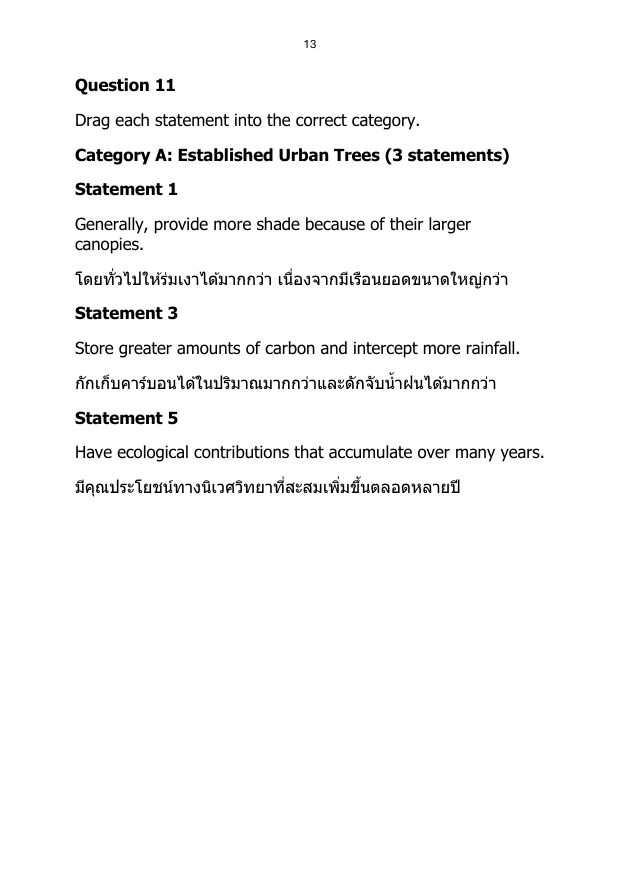 13
Question 11
Drag each statement into the correct category.
Category A: Established Urban Trees (3 statements)
Statement 1
Generally, provide more shade because of their larger
canopies.
โดยทั่วไปให้ร่มเงาได้มากกว่า เนื่องจากมีเรือนยอดขนาดใหญ่กว่า
Statement 3
Store greater amounts of carbon and intercept more rainfall.
กักเก็บคาร์บอนได้ในปริมาณมากกว่าและดักจับน้ำฝนได้มากกว่า
Statement 5
Have ecological contributions that accumulate over many years.
มีคุณประโยชน์ทางนิเวศวิทยาที่สะสมเพิ่มขึ้นตลอดหลายปี